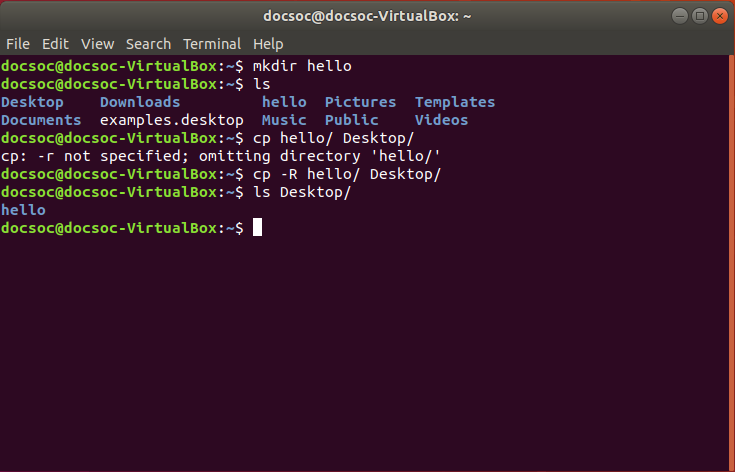 docsoc@docsoc-VirtualBox: ~
File Edit View Search Terminal Help
docsoc@docsoc-VirtualBox:~$ mkdir hello
docsoc@docsoc-VirtualBox:~$ ls
Desktop    Downloads         hello  Pictures  Templates
Documents  examples.desktop  Music  Public    Videos
docsoc@docsoc-VirtualBox:~$ cp hello/ Desktop/
cp: -r not specified; omitting directory 'hello/'
docsoc@docsoc-VirtualBox:~$ cp -R hello/ Desktop/
docsoc@docsoc-VirtualBox:~$ ls Desktop/
hello
docsoc@docsoc-VirtualBox:~$